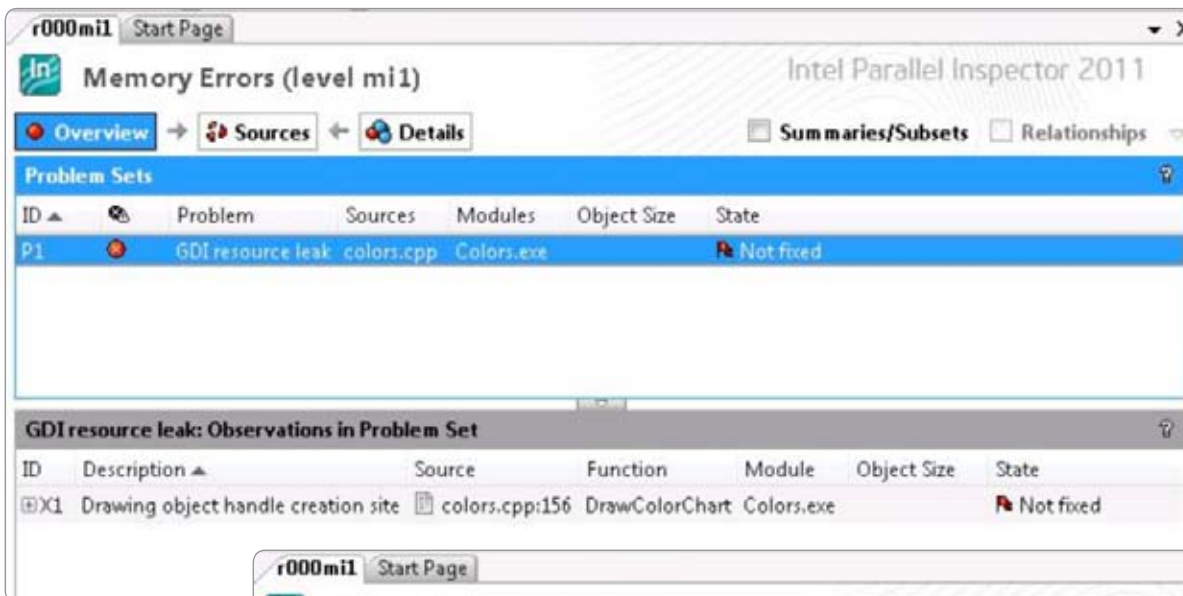 r000mi1 Start Page
In Memory Errors (level mi1) Intel Parallel Inspector 2011
Overview Sources Details Summaries/Subsets Relationships
Problem Sets
ID Problem Sources Modules Object Size State
P1 GDI resource leak colors.cpp Colors.exe Not fixed
GDI resource leak: Observations in Problem Set
ID Description Source Function Module Object Size State
X1 Drawing object handle creation site colors.cpp:156 DrawColorChart Colors.exe Not fixed
r000mi1 Start Page